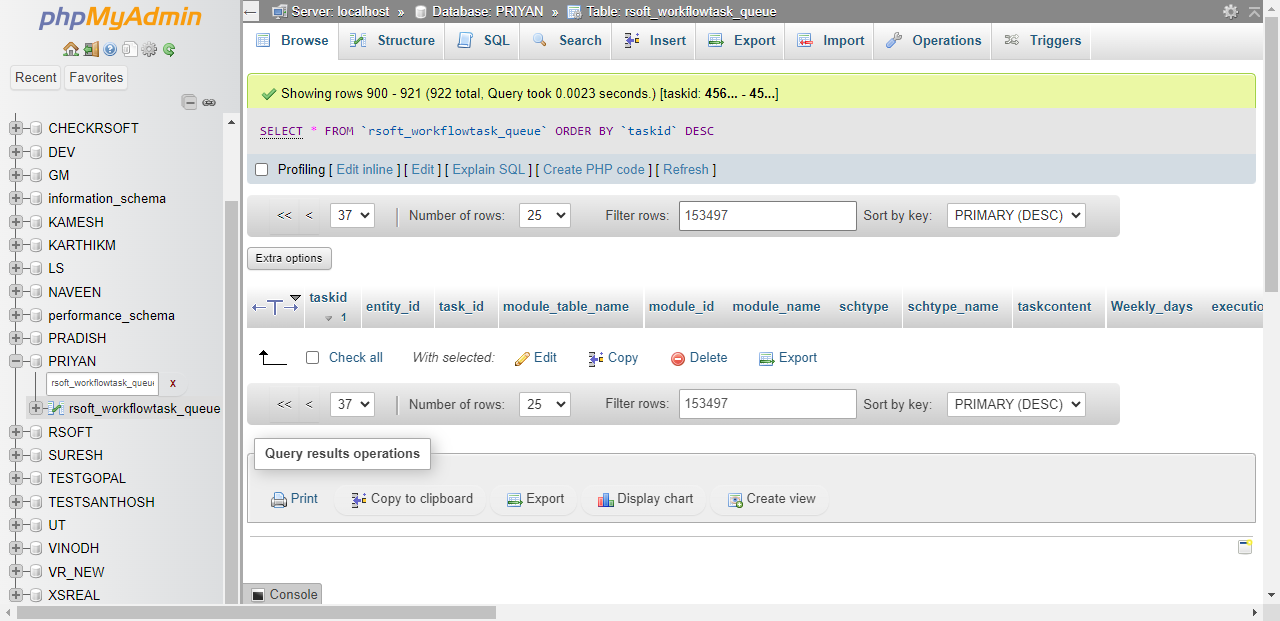 phpMyAdmin
Recent
Favorites
CHECKRSOFT
DEV
GM
information_schema
KAMESH
KARTHIKM
LS
NAVEEN
performance_schema
PRADISH
PRIYAN
rsoft_workflowtask_queue
x
rsoft_workflowtask_queue
RSOFT
SURESH
TESTGOPAL
TESTSANTHOSH
UT
VINODH
VR_NEW
XSREAL
Server: localhost » Database: PRIYAN » Table: rsoft_workflowtask_queue
Browse Structure SQL Search Insert Export Import Operations Triggers
Showing rows 900 - 921 (922 total, Query took 0.0023 seconds.) [taskid: 456... - 45...]
SELECT * FROM `rsoft_workflowtask_queue` ORDER BY `taskid` DESC
Profiling [ Edit inline ] [ Edit ] [ Explain SQL ] [ Create PHP code ] [ Refresh ]
<< < 37 Number of rows: 25 Filter rows: 153497 Sort by key: PRIMARY (DESC)
Extra options
←T→ taskid 1 entity_id task_id module_table_name module_id module_name schtype schtype_name taskcontent Weekly_days executio
Check all With selected: Edit Copy Delete Export
<< < 37 Number of rows: 25 Filter rows: 153497 Sort by key: PRIMARY (DESC)
Query results operations
Print Copy to clipboard Export Display chart Create view
Console